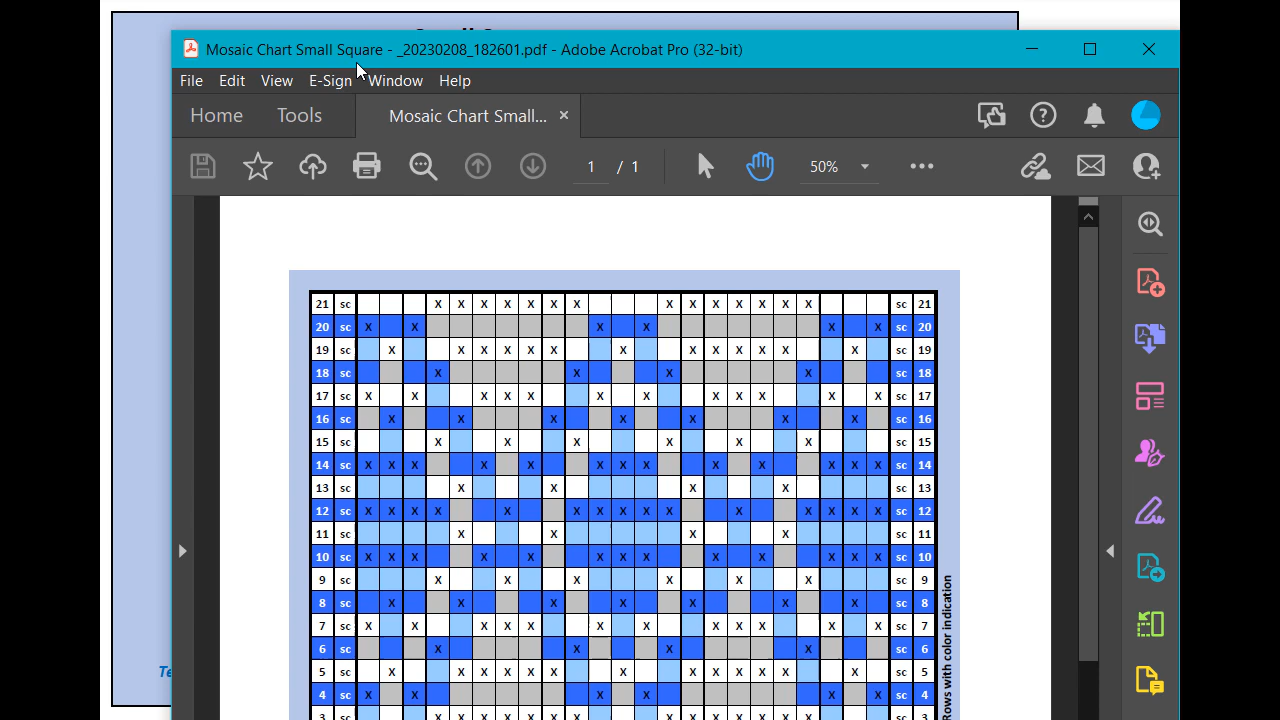 Mosaic Chart Small Square - _20230208_182601.pdf - Adobe Acrobat Pro (32-bit)
File Edit View E-Sign Window Help
Home Tools Mosaic Chart Small... ×
1 / 1 50%
21 sc X X X X X X X X X X X X X X sc 21
20 sc X X X X X X sc 20
19 sc X X X X X X X X X X X X X sc 19
18 sc X X X X sc 18
17 sc X X X X X X X X X X X X sc 17
16 sc X X X X X X X sc 16
15 sc X X X X X X sc 15
14 sc X X X X X X X X X X X X X sc 14
13 sc X X X X sc 13
12 sc X X X X X X X X X X X X X X X sc 12
11 sc X X X X sc 11
10 sc X X X X X X X X X X X X X sc 10
9 sc X X X X X X sc 9
8 sc X X X X X X X sc 8
7 sc X X X X X X X X X X X X sc 7
6 sc X X X X sc 6
5 sc X X X X X X X X X X X X X sc 5
4 sc X X X X X X sc 4
3 sc X X X X X X X X X X X X X X sc 3
Rows with color indication